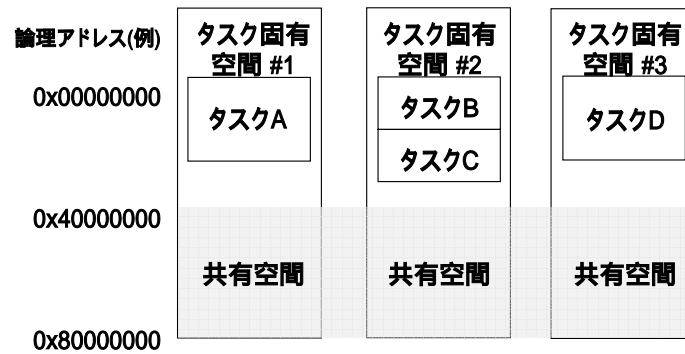 論理アドレス(例)
タスク固有
空間 #1
タスク固有
空間 #2
タスク固有
空間 #3
0x00000000
タスクA
タスクB
タスクC
タスクD
0x40000000
共有空間
共有空間
共有空間
0x80000000